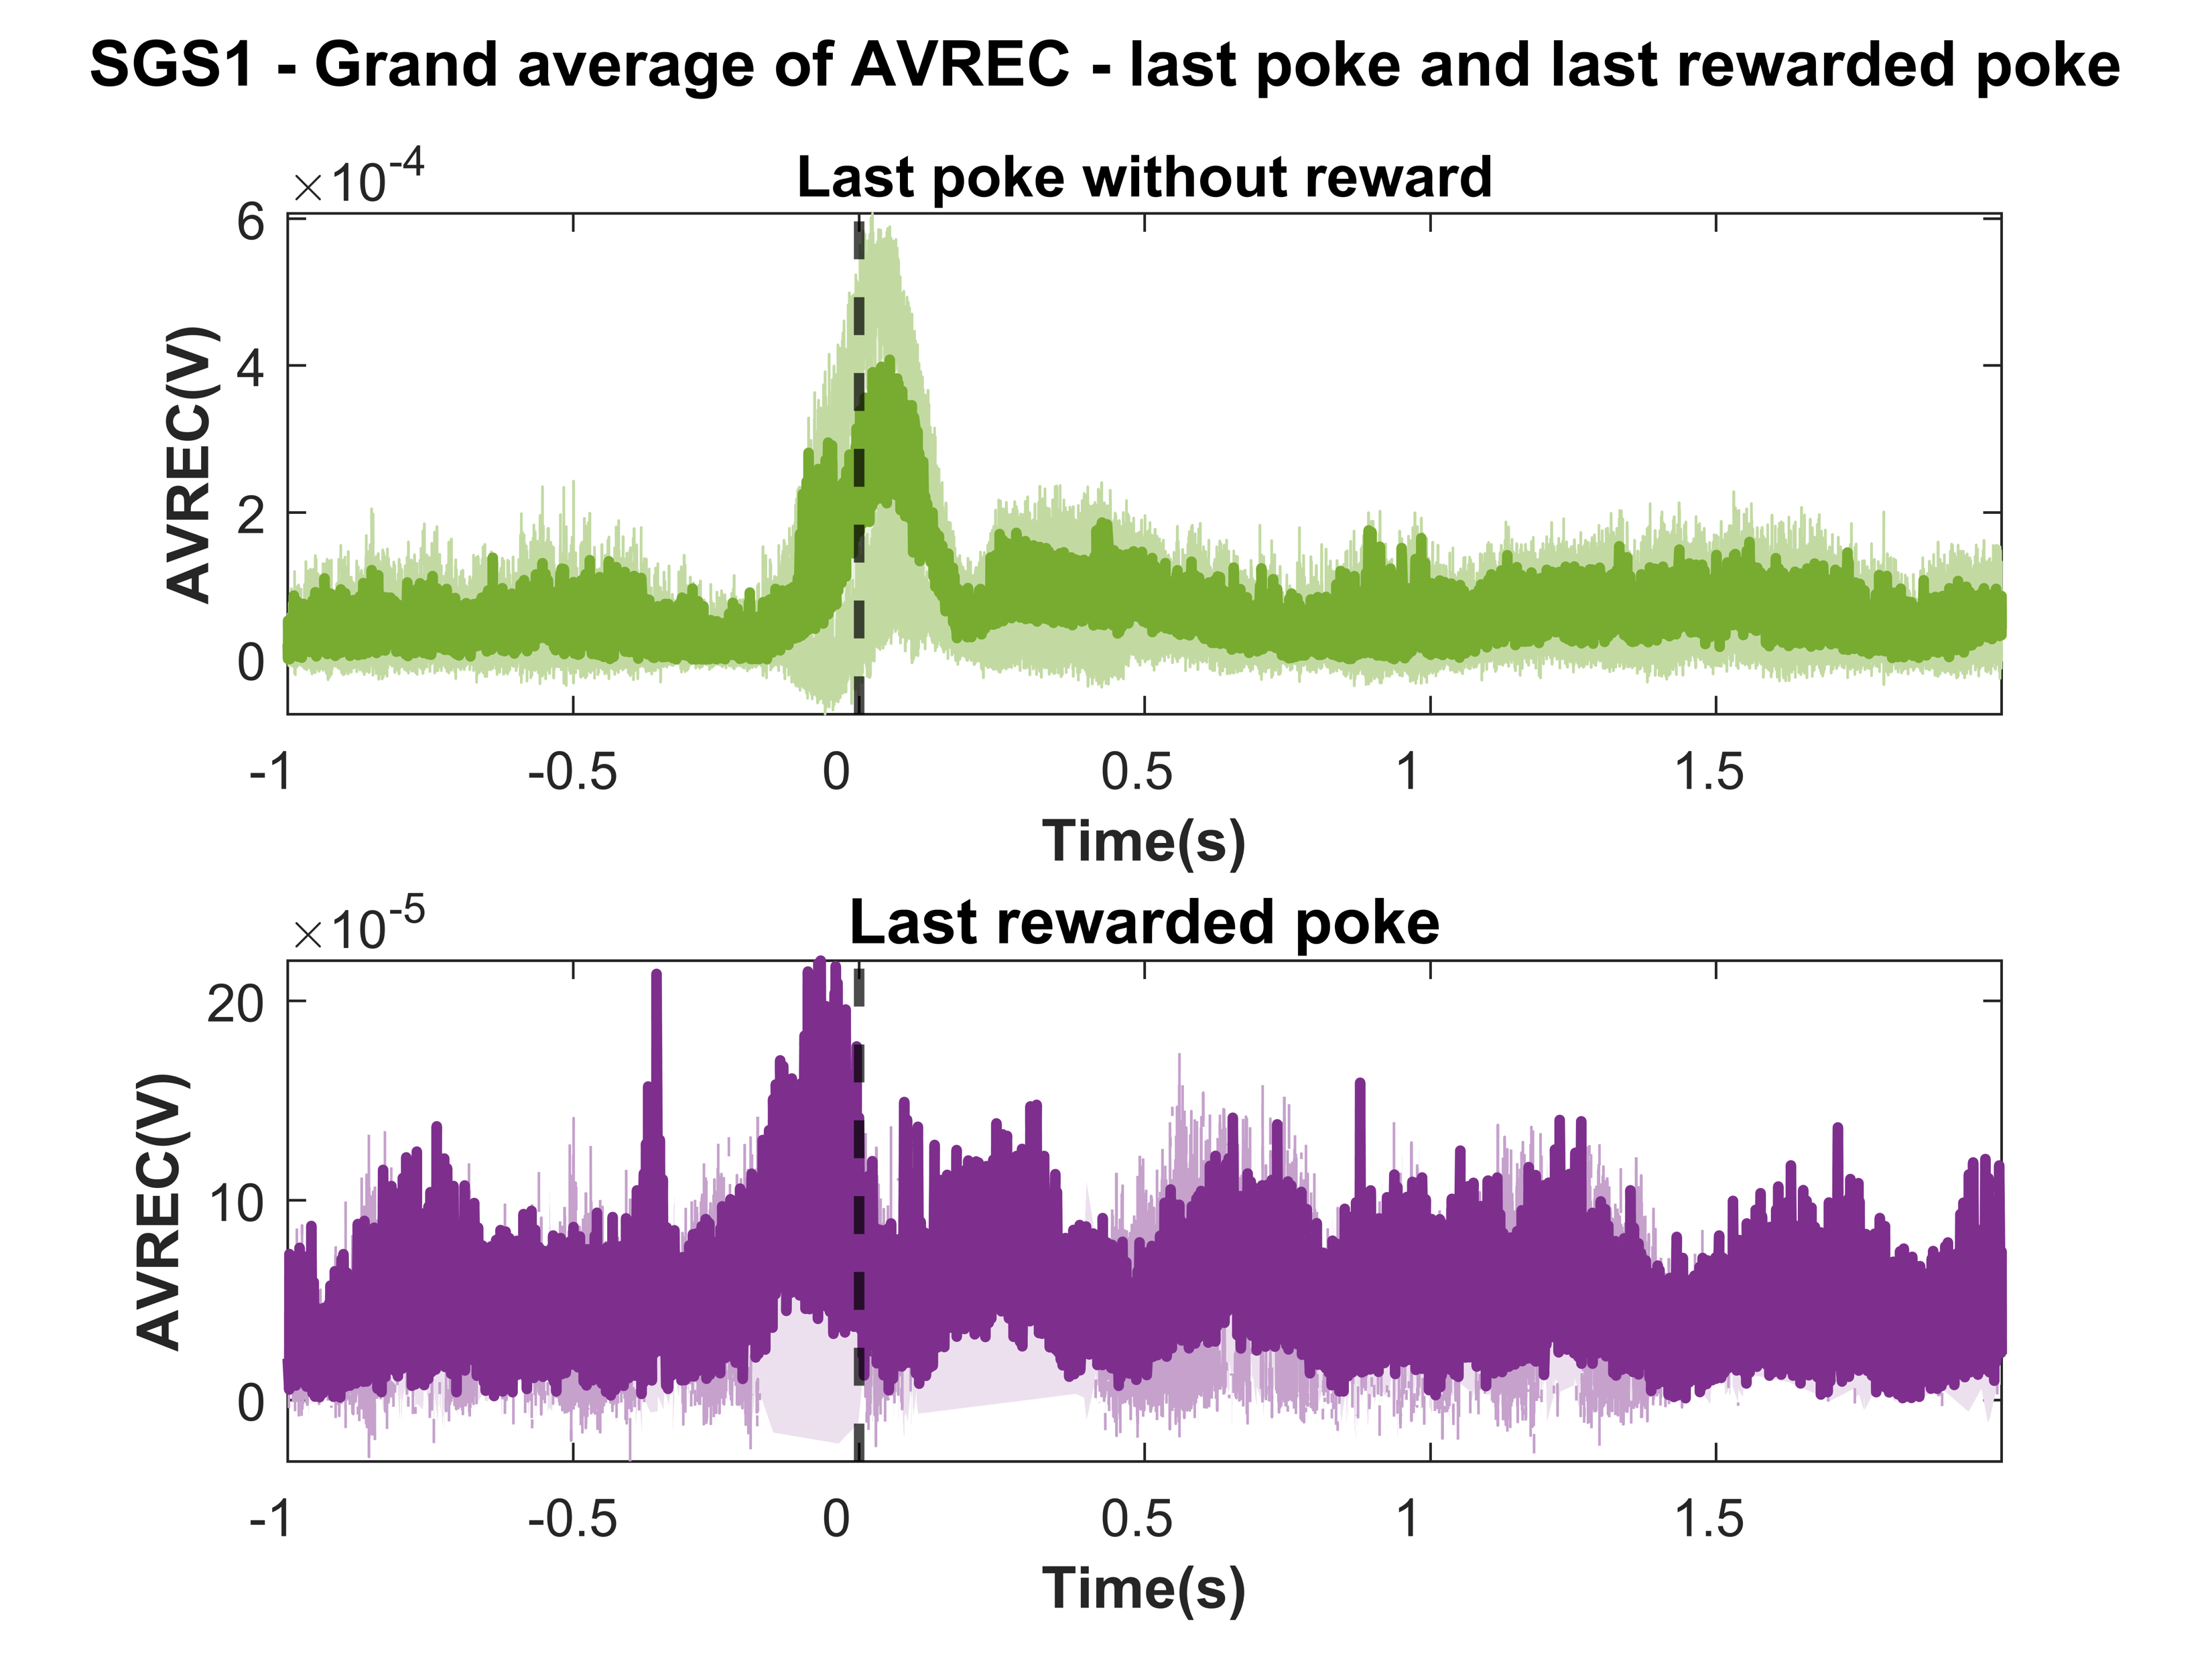 SGS1 - Grand average of AVREC - last poke and last rewarded poke
×10-4
Last poke without reward
6
4
2
0
AVREC(V)
-1 -0.5 0 0.5 1 1.5
Time(s)
×10-5
Last rewarded poke
20
10
0
AVREC(V)
-1 -0.5 0 0.5 1 1.5
Time(s)